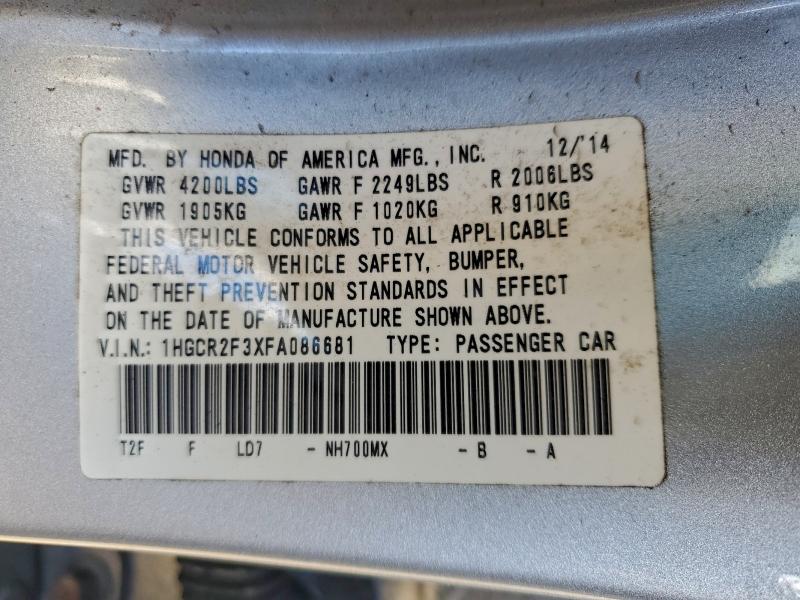 MFD. BY HONDA OF AMERICA MFG., INC. 12/'14
GVWR 4200LBS GAWR F 2249LBS R 2006LBS
GVWR 1905KG GAWR F 1020KG R 910KG
THIS VEHICLE CONFORMS TO ALL APPLICABLE
FEDERAL MOTOR VEHICLE SAFETY, BUMPER,
AND THEFT PREVENTION STANDARDS IN EFFECT
ON THE DATE OF MANUFACTURE SHOWN ABOVE.
V.I.N.: 1HGCR2F3XFA086681 TYPE: PASSENGER CAR
T2F F LD7 - NH700MX - B - A